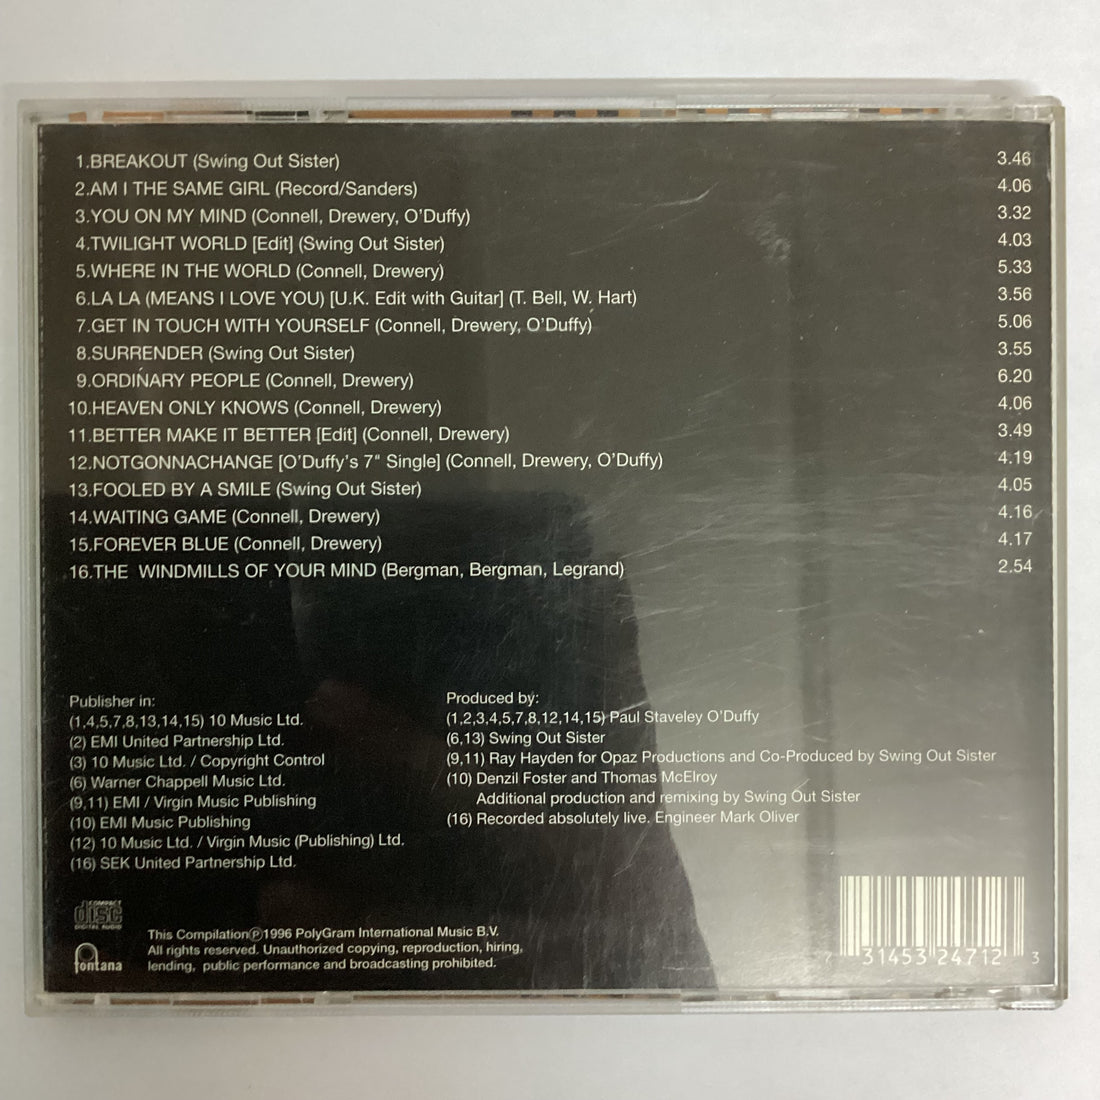 1.BREAKOUT (Swing Out Sister) 3.46
2.AM I THE SAME GIRL (Record/Sanders) 4.06
3.YOU ON MY MIND (Connell, Drewery, O'Duffy) 3.32
4.TWILIGHT WORLD [Edit] (Swing Out Sister) 4.03
5.WHERE IN THE WORLD (Connell, Drewery) 5.33
6.LA LA (MEANS I LOVE YOU) [U.K. Edit with Guitar] (T. Bell, W. Hart) 3.56
7.GET IN TOUCH WITH YOURSELF (Connell, Drewery, O'Duffy) 5.06
8.SURRENDER (Swing Out Sister) 3.55
9.ORDINARY PEOPLE (Connell, Drewery) 6.20
10.HEAVEN ONLY KNOWS (Connell, Drewery) 4.06
11.BETTER MAKE IT BETTER [Edit] (Connell, Drewery) 3.49
12.NOTGONNACHANGE [O'Duffy's 7" Single] (Connell, Drewery, O'Duffy) 4.19
13.FOOLED BY A SMILE (Swing Out Sister) 4.05
14.WAITING GAME (Connell, Drewery) 4.16
15.FOREVER BLUE (Connell, Drewery) 4.17
16.THE WINDMILLS OF YOUR MIND (Bergman, Bergman, Legrand) 2.54
Publisher in:
(1,4,5,7,8,13,14,15) 10 Music Ltd.
(2) EMI United Partnership Ltd.
(3) 10 Music Ltd. / Copyright Control
(6) Warner Chappell Music Ltd.
(9,11) EMI / Virgin Music Publishing
(10) EMI Music Publishing
(12) 10 Music Ltd. / Virgin Music (Publishing) Ltd.
(16) SEK United Partnership Ltd.
Produced by:
(1,2,3,4,5,7,8,12,14,15) Paul Staveley O'Duffy
(6,13) Swing Out Sister
(9,11) Ray Hayden for Opaz Productions and Co-Produced by Swing Out Sister
(10) Denzil Foster and Thomas McElroy
Additional production and remixing by Swing Out Sister
(16) Recorded absolutely live. Engineer Mark Oliver
COMPACT
disc
DIGITAL AUDIO
fontana
This Compilation Ⓟ1996 PolyGram International Music B.V.
All rights reserved. Unauthorized copying, reproduction, hiring,
lending, public performance and broadcasting prohibited.
7 31453 24712 3